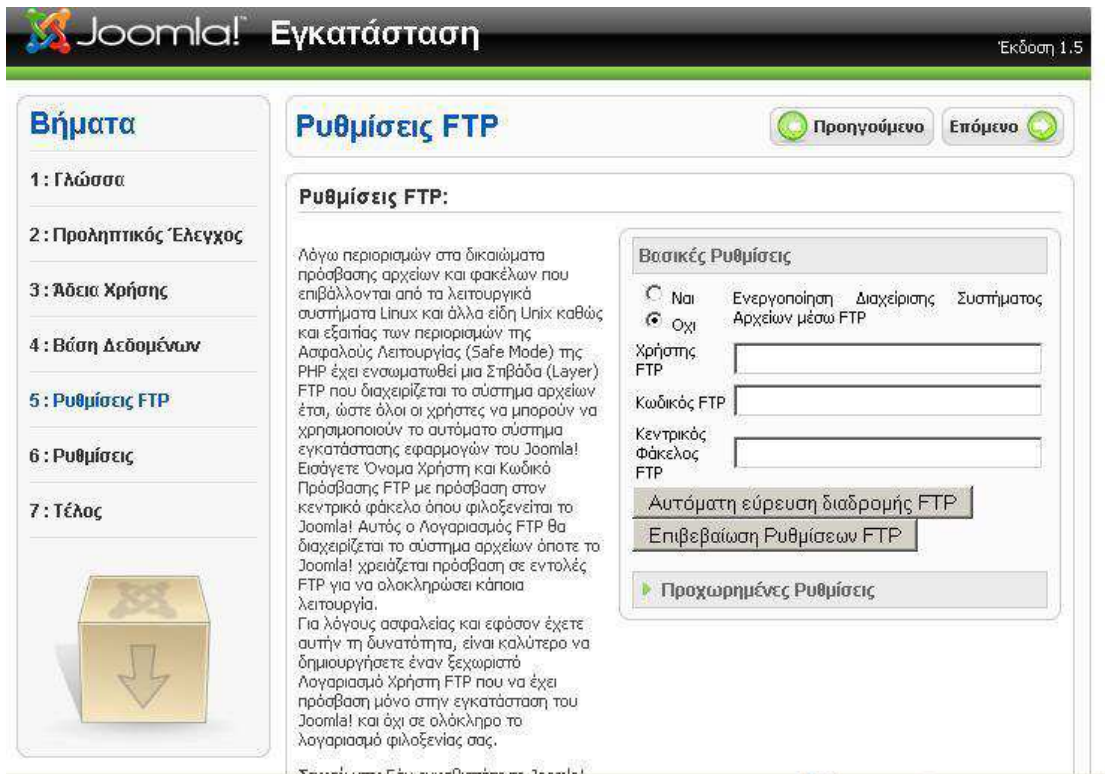 Joomla!™ Εγκατάσταση
Έκδοση 1.5
Βήματα
1 : Γλώσσα
2 : Προληπτικός Έλεγχος
3 : Άδεια Χρήσης
4 : Βάση Δεδομένων
5 : Ρυθμίσεις FTP
6 : Ρυθμίσεις
7 : Τέλος
Ρυθμίσεις FTP
Προηγούμενο
Επόμενο
Ρυθμίσεις FTP:
Λόγω περιορισμών στα δικαιώματα
πρόσβασης αρχείων και φακέλων που
επιβάλλονται από τα λειτουργικά
συστήματα Linux και άλλα είδη Unix καθώς
και εξαιτίας των περιορισμών της
Ασφαλούς Λειτουργίας (Safe Mode) της
PHP έχει ενσωματωθεί μια Στιβάδα (Layer)
FTP που διαχειρίζεται το σύστημα αρχείων
έτσι, ώστε όλοι οι χρήστες να μπορούν να
χρησιμοποιούν το αυτόματο σύστημα
εγκατάστασης εφαρμογών του Joomla!
Εισάγετε Όνομα Χρήστη και Κωδικό
Πρόσβασης FTP με πρόσβαση στον
κεντρικό φάκελο όπου φιλοξενείται το
Joomla! Αυτός ο Λογαριασμός FTP θα
διαχειρίζεται το σύστημα αρχείων όποτε το
Joomla! χρειάζεται πρόσβαση σε εντολές
FTP για να ολοκληρώσει κάποια
λειτουργία.
Για λόγους ασφαλείας και εφόσον έχετε
αυτήν τη δυνατότητα, είναι καλύτερο να
δημιουργήσετε έναν ξεχωριστό
Λογαριασμό Χρήστη FTP που να έχει
πρόσβαση μόνο στην εγκατάσταση του
Joomla! και όχι σε ολόκληρο το
λογαριασμό φιλοξενίας σας.
Βασικές Ρυθμίσεις
Ναι
Οχι
Ενεργοποίηση Διαχείρισης Συστήματος
Αρχείων μέσω FTP
Χρήστης
FTP
Κωδικός FTP
Κεντρικός
Φάκελος
FTP
Αυτόματη εύρευση διαδρομής FTP
Επιβεβαίωση Ρυθμίσεων FTP
Προχωρημένες Ρυθμίσεις